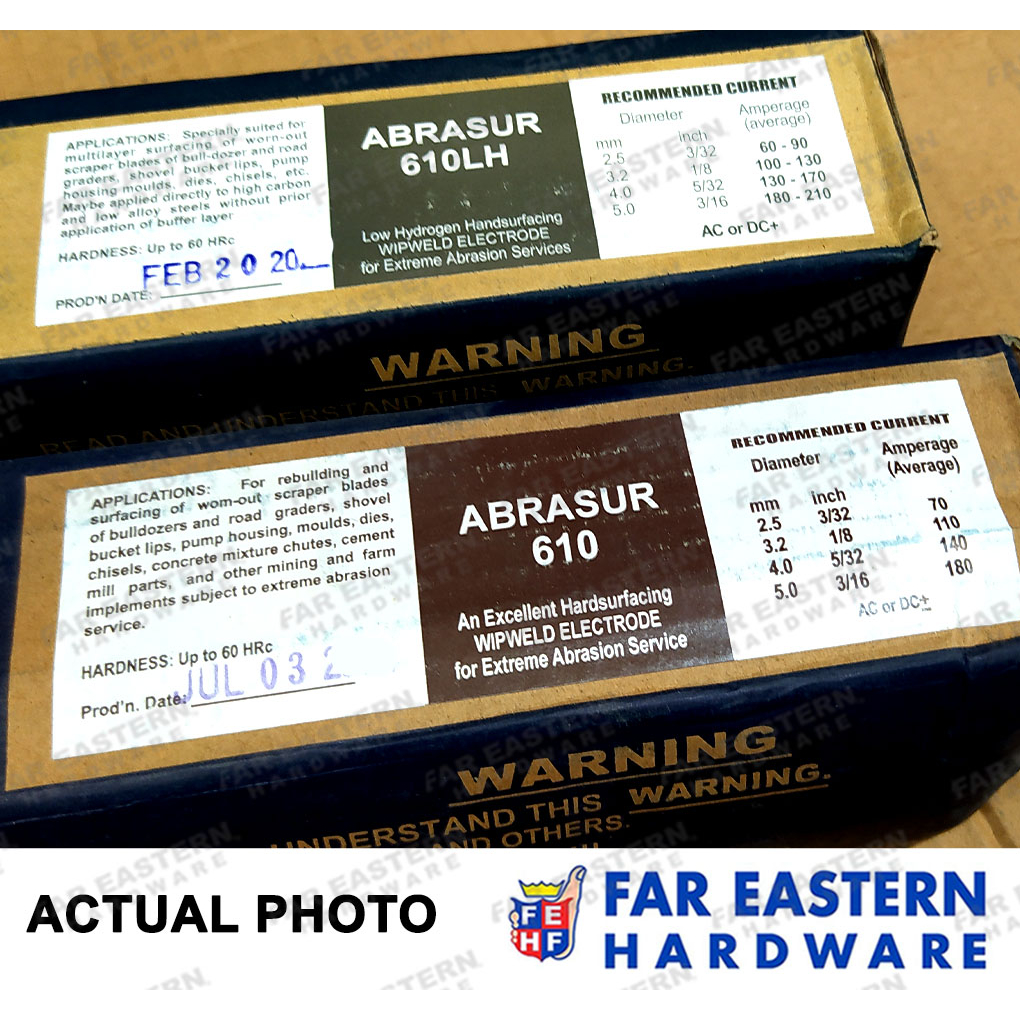 APPLICATIONS: Specially suited for
multilayer surfacing of worn-out
scraper blades of bull-dozer and road
graders, shovel bucket lips, pump
housing moulds, dies, chisels, etc.
Maybe applied directly to high carbon
and low alloy steels without prior
application of buffer layer
HARDNESS: Up to 60 HRc
FEB 20 20
PROD'N DATE:
ABRASUR
610LH
Low Hydrogen Handsurfacing
WIPWELD ELECTRODE
for Extreme Abrasion Services
RECOMMENDED CURRENT
Diameter Amperage
(average)
mm inch
2.5 3/32 60 - 90
3.2 1/8 100 - 130
4.0 5/32 130 - 170
5.0 3/16 180 - 210
AC or DC+
WARNING
READ AND UNDERSTAND THIS WARNING.
APPLICATIONS: For rebuilding and
surfacing of worn-out scraper blades
of bulldozers and road graders, shovel
bucket lips, pump housing, moulds, dies,
chisels, concrete mixture chutes, cement
mill parts, and other mining and farm
implements subject to extreme abrasion
service.
HARDNESS: Up to 60 HRc
Prod'n. Date: JUL 03 2
ABRASUR
610
An Excellent Hardsurfacing
WIPWELD ELECTRODE
for Extreme Abrasion Service
RECOMMENDED CURRENT
Diameter Amperage
(Average)
mm inch
2.5 3/32 70
3.2 1/8 110
4.0 5/32 140
5.0 3/16 180
AC or DC±
WARNING
UNDERSTAND THIS WARNING.
AND OTHERS.
ACTUAL PHOTO
FE
HF
FAR EASTERN
HARDWARE